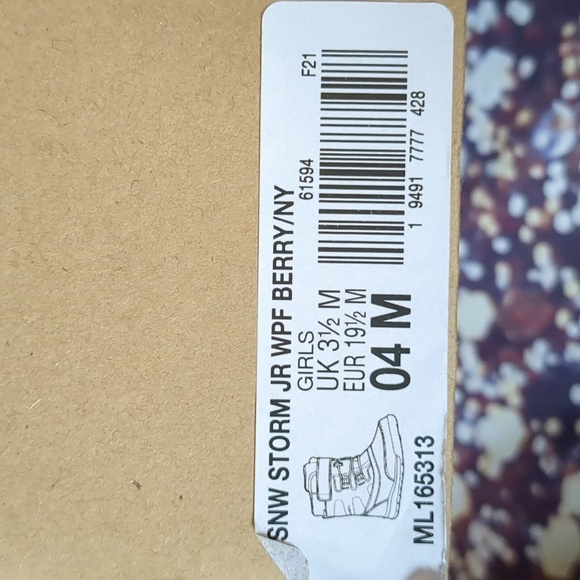 SNW STORM JR WPF BERRY/NY
GIRLS
UK 3½ M
EUR 19½ M
04 M
61594
F21
1 9491 7777 428
ML165313